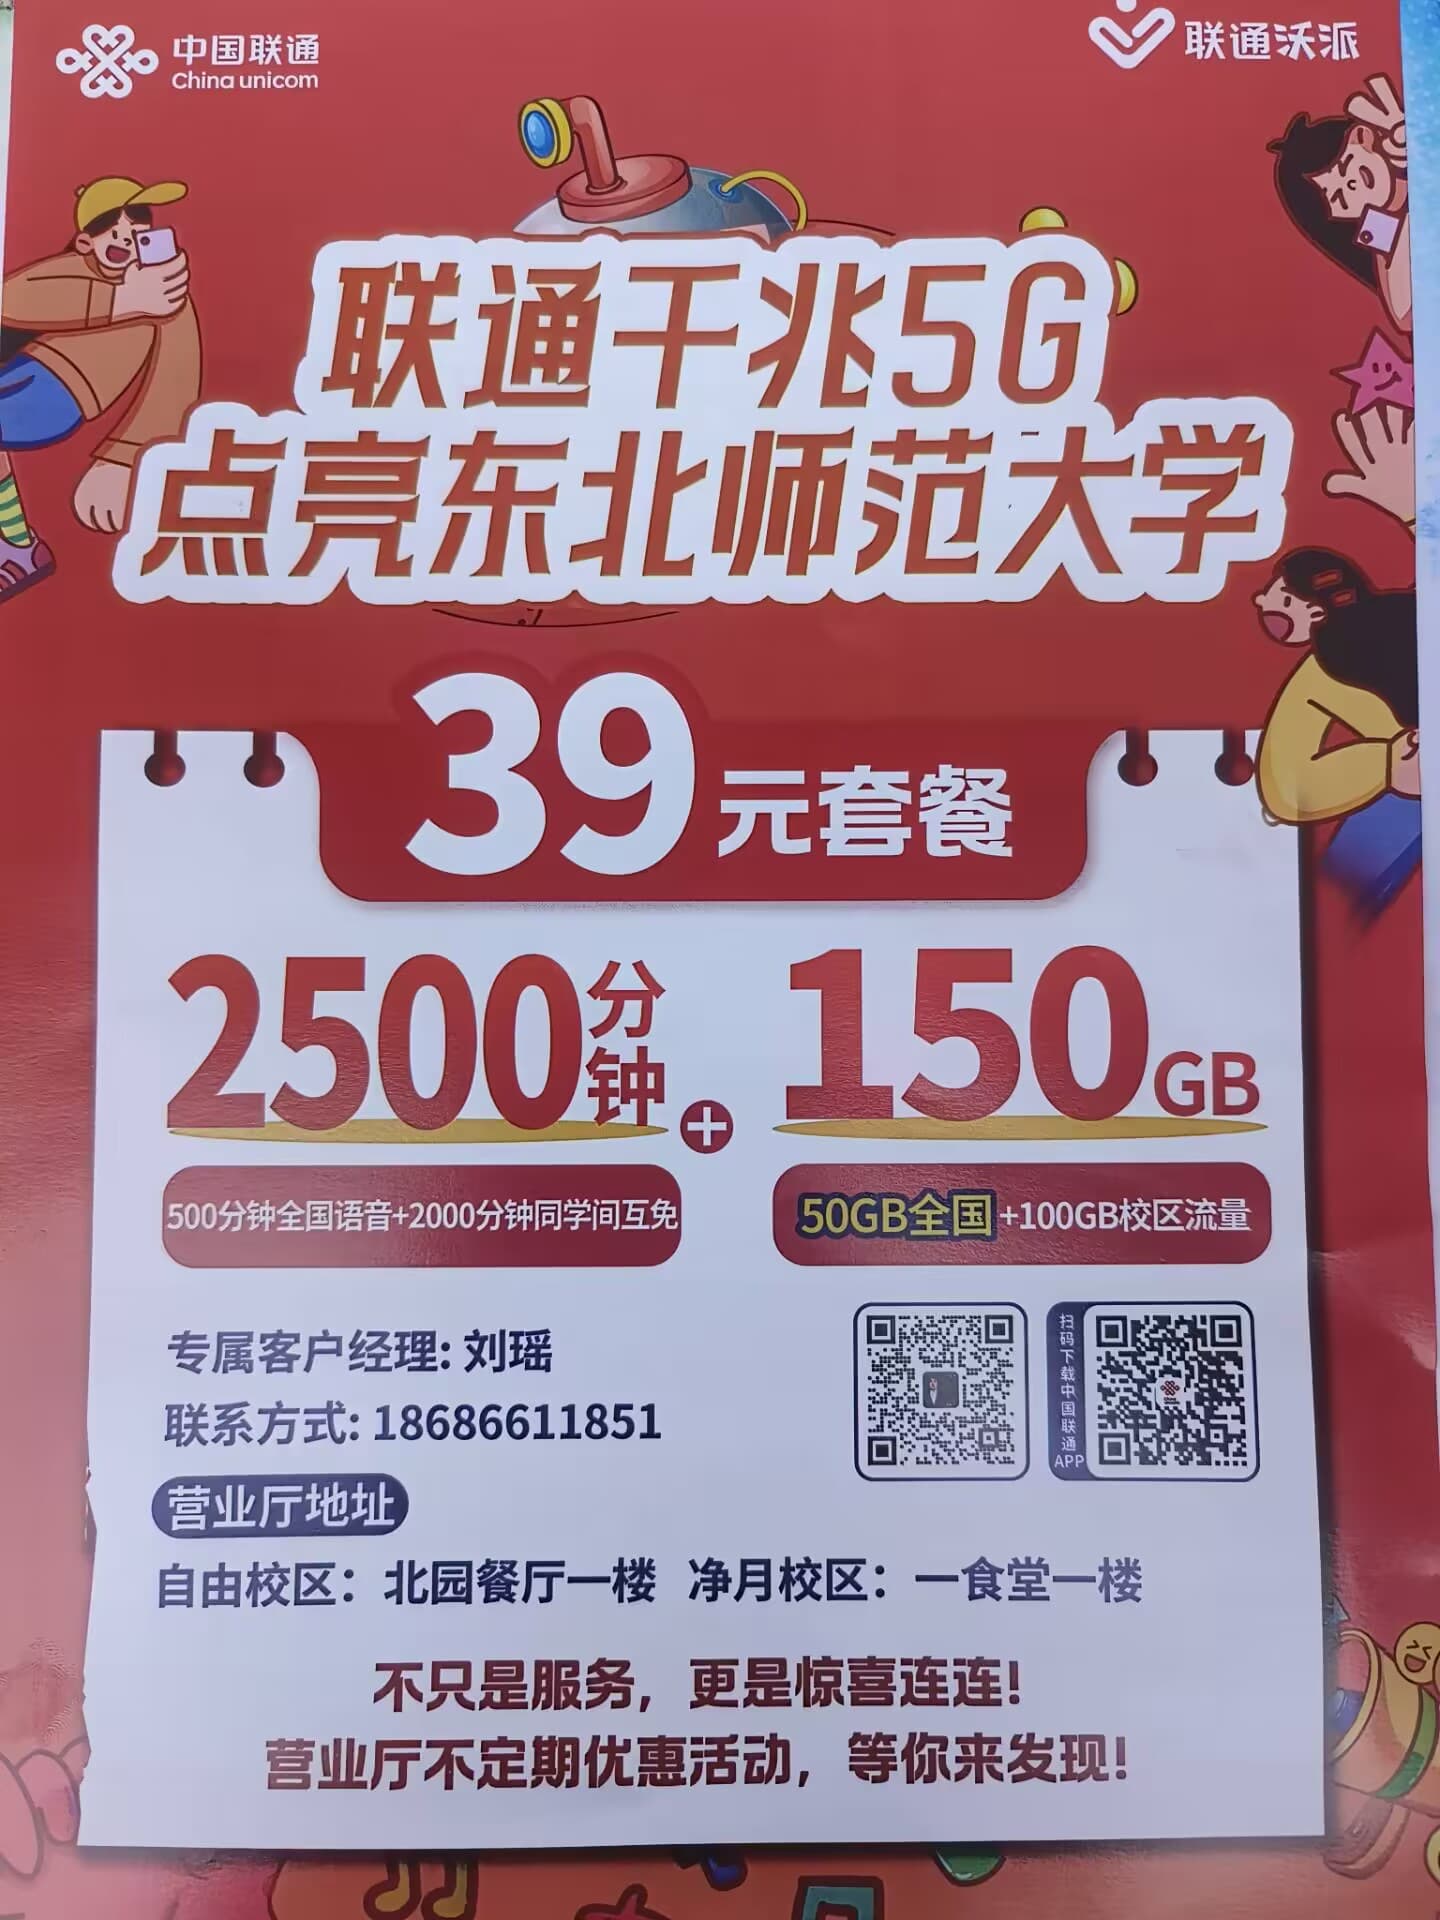 中国联通
China unicom
联通沃派
联通千兆5G
点亮东北师范大学
39元套餐
2500分钟+150GB
500分钟全国语音+2000分钟同学间互免
50GB全国+100GB校区流量
专属客户经理: 刘瑶
联系方式: 18686611851
扫码下载中国联通APP
营业厅地址
自由校区：北园餐厅一楼 净月校区：一食堂一楼
不只是服务，更是惊喜连连!
营业厅不定期优惠活动，等你来发现!